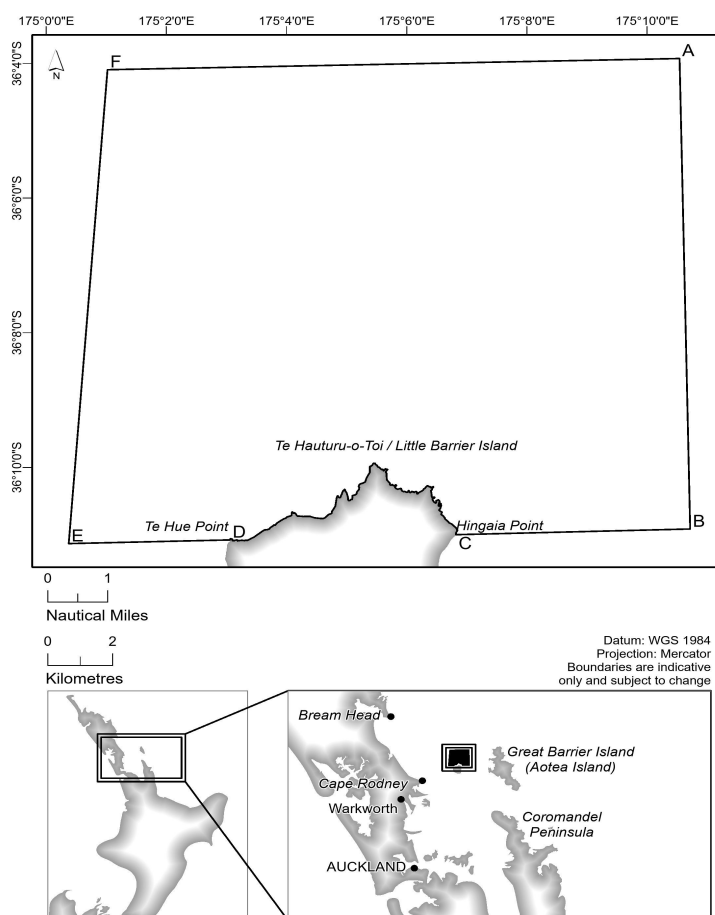 175°0'0"E 175°2'0"E 175°4'0"E 175°6'0"E 175°8'0"E 175°10'0"E
36°4'0"S
36°6'0"S
36°8'0"S
36°10'0"S
N
F
A
Te Hauturu-o-Toi / Little Barrier Island
Te Hue Point
Hingaia Point
E
D
C
B
0 1
Nautical Miles
0 2
Kilometres
Datum: WGS 1984
Projection: Mercator
Boundaries are indicative
only and subject to change
Bream Head
Great Barrier Island
(Aotea Island)
Cape Rodney
Warkworth
Coromandel
Peninsula
AUCKLAND